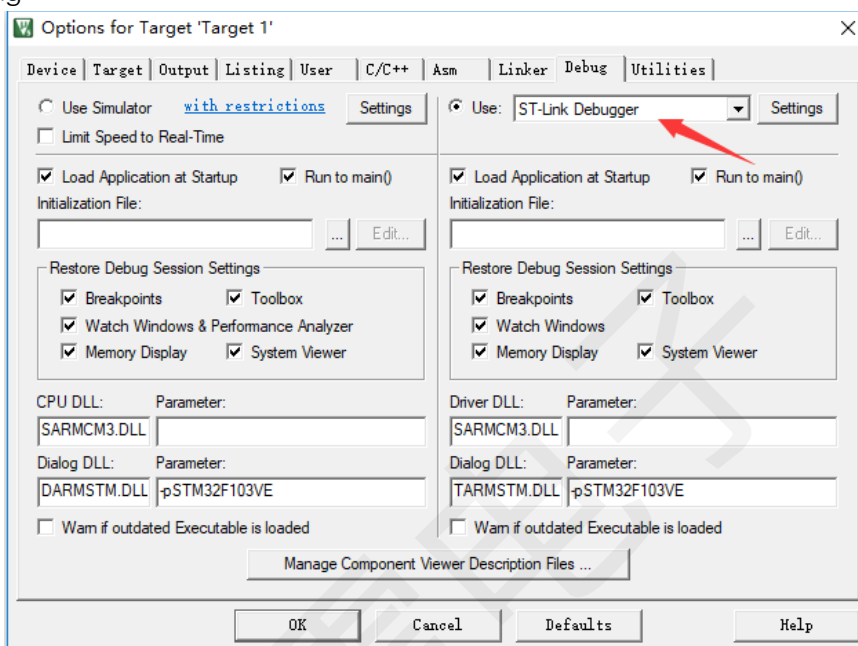 g
Options for Target 'Target 1'
Device Target Output Listing User C/C++ Asm Linker Debug Utilities
Use Simulator with restrictions Settings Use: ST-Link Debugger Settings
Limit Speed to Real-Time
Load Application at Startup Run to main() Load Application at Startup Run to main()
Initialization File: Initialization File:
... Edit... ... Edit...
Restore Debug Session Settings Restore Debug Session Settings
Breakpoints Toolbox Breakpoints Toolbox
Watch Windows & Performance Analyzer Watch Windows
Memory Display System Viewer Memory Display System Viewer
CPU DLL: Parameter: Driver DLL: Parameter:
SARMCM3.DLL SARMCM3.DLL
Dialog DLL: Parameter: Dialog DLL: Parameter:
DARMSTM.DLL -pSTM32F103VE TARMSTM.DLL -pSTM32F103VE
Warn if outdated Executable is loaded Warn if outdated Executable is loaded
Manage Component Viewer Description Files ...
OK Cancel Defaults Help